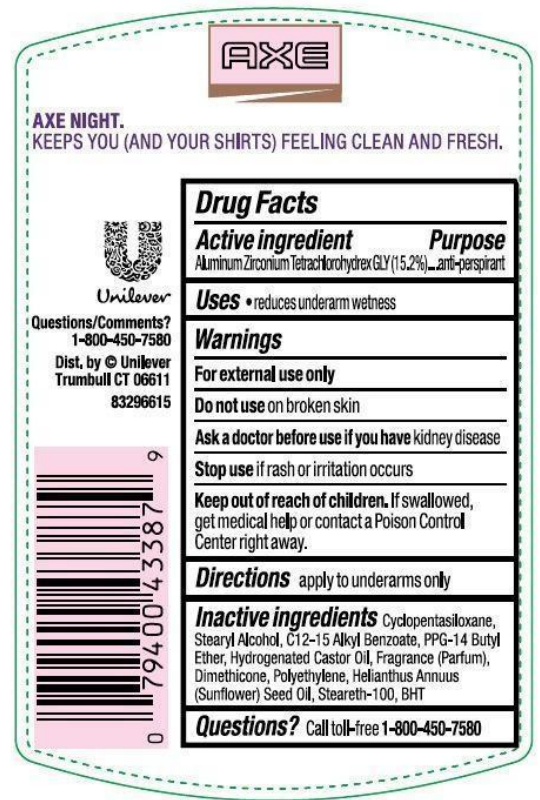 AXE
AXE NIGHT.
KEEPS YOU (AND YOUR SHIRTS) FEELING CLEAN AND FRESH.
Unilever
Questions/Comments?
1-800-450-7580
Dist. by © Unilever
Trumbull CT 06611
83296615
0 79400 43387 9
Drug Facts
Active ingredient Purpose
Aluminum Zirconium Tetrachlorohydrex GLY (15.2%)....anti-perspirant
Uses • reduces underarm wetness
Warnings
For external use only
Do not use on broken skin
Ask a doctor before use if you have kidney disease
Stop use if rash or irritation occurs
Keep out of reach of children. If swallowed,
get medical help or contact a Poison Control
Center right away.
Directions apply to underarms only
Inactive ingredients Cyclopentasiloxane,
Stearyl Alcohol, C12-15 Alkyl Benzoate, PPG-14 Butyl
Ether, Hydrogenated Castor Oil, Fragrance (Parfum),
Dimethicone, Polyethylene, Helianthus Annuus
(Sunflower) Seed Oil, Steareth-100, BHT
Questions? Call toll-free 1-800-450-7580